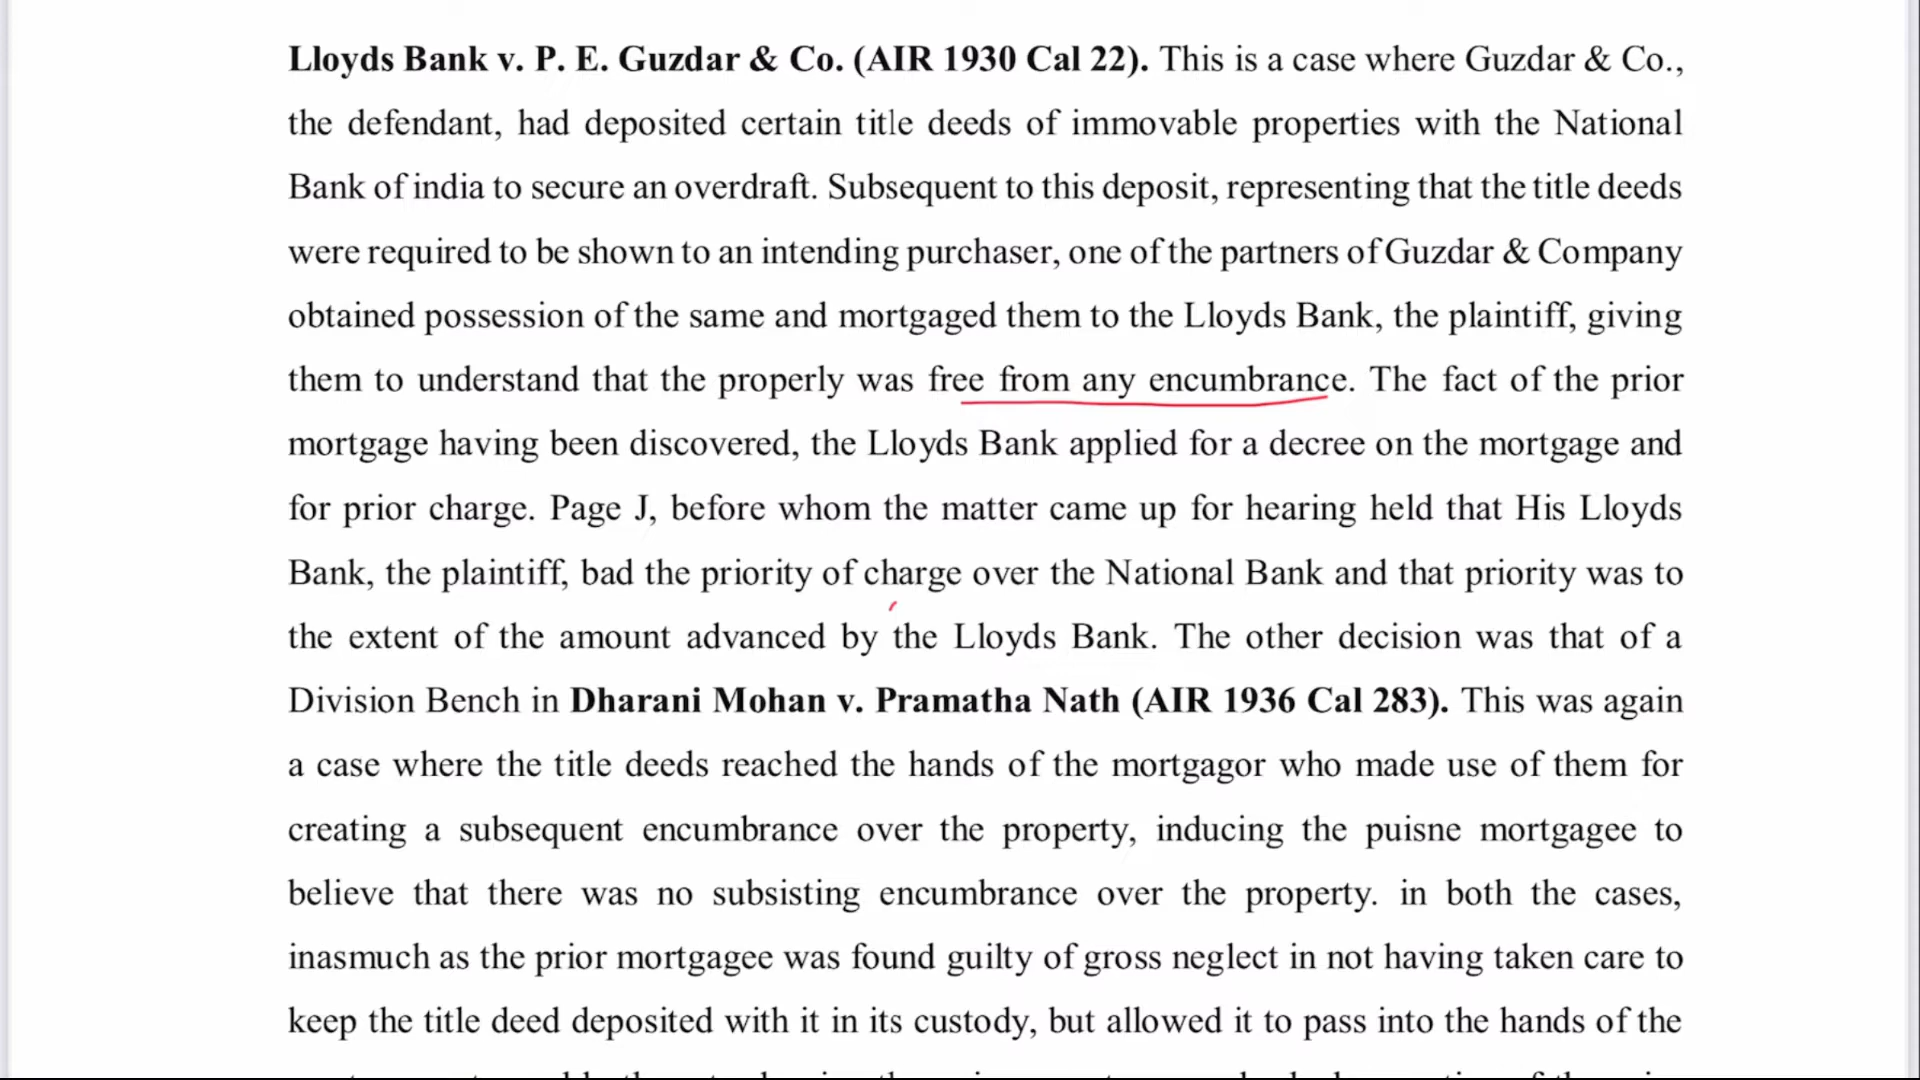 Lloyds Bank v. P. E. Guzdar & Co. (AIR 1930 Cal 22). This is a case where Guzdar & Co.,
the defendant, had deposited certain title deeds of immovable properties with the National
Bank of india to secure an overdraft. Subsequent to this deposit, representing that the title deeds
were required to be shown to an intending purchaser, one of the partners of Guzdar & Company
obtained possession of the same and mortgaged them to the Lloyds Bank, the plaintiff, giving
them to understand that the properly was free from any encumbrance. The fact of the prior
mortgage having been discovered, the Lloyds Bank applied for a decree on the mortgage and
for prior charge. Page J, before whom the matter came up for hearing held that His Lloyds
Bank, the plaintiff, bad the priority of charge over the National Bank and that priority was to
the extent of the amount advanced by the Lloyds Bank. The other decision was that of a
Division Bench in Dharani Mohan v. Pramatha Nath (AIR 1936 Cal 283). This was again
a case where the title deeds reached the hands of the mortgagor who made use of them for
creating a subsequent encumbrance over the property, inducing the puisne mortgagee to
believe that there was no subsisting encumbrance over the property. in both the cases,
inasmuch as the prior mortgagee was found guilty of gross neglect in not having taken care to
keep the title deed deposited with it in its custody, but allowed it to pass into the hands of the